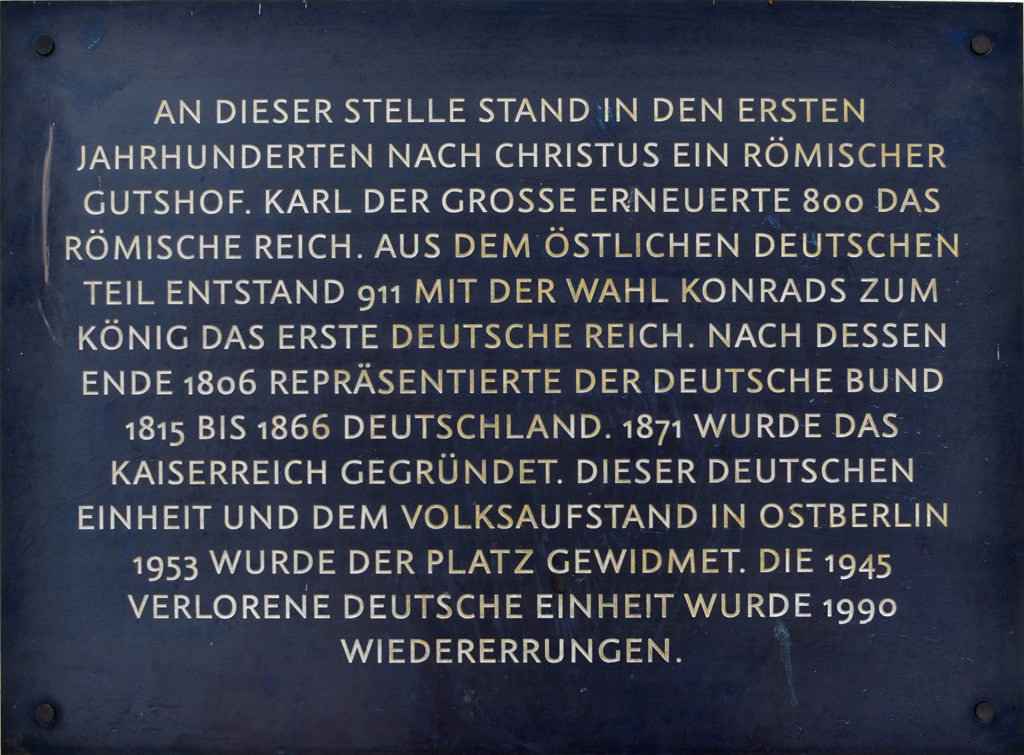 AN DIESER STELLE STAND IN DEN ERSTEN
JAHRHUNDERTEN NACH CHRISTUS EIN RÖMISCHER
GUTSHOF. KARL DER GROSSE ERNEUERTE 800 DAS
RÖMISCHE REICH. AUS DEM ÖSTLICHEN DEUTSCHEN
TEIL ENTSTAND 911 MIT DER WAHL KONRADS ZUM
KÖNIG DAS ERSTE DEUTSCHE REICH. NACH DESSEN
ENDE 1806 REPRÄSENTIERTE DER DEUTSCHE BUND
1815 BIS 1866 DEUTSCHLAND. 1871 WURDE DAS
KAISERREICH GEGRÜNDET. DIESER DEUTSCHEN
EINHEIT UND DEM VOLKSAUFSTAND IN OSTBERLIN
1953 WURDE DER PLATZ GEWIDMET. DIE 1945
VERLORENE DEUTSCHE EINHEIT WURDE 1990
WIEDERERRUNGEN.